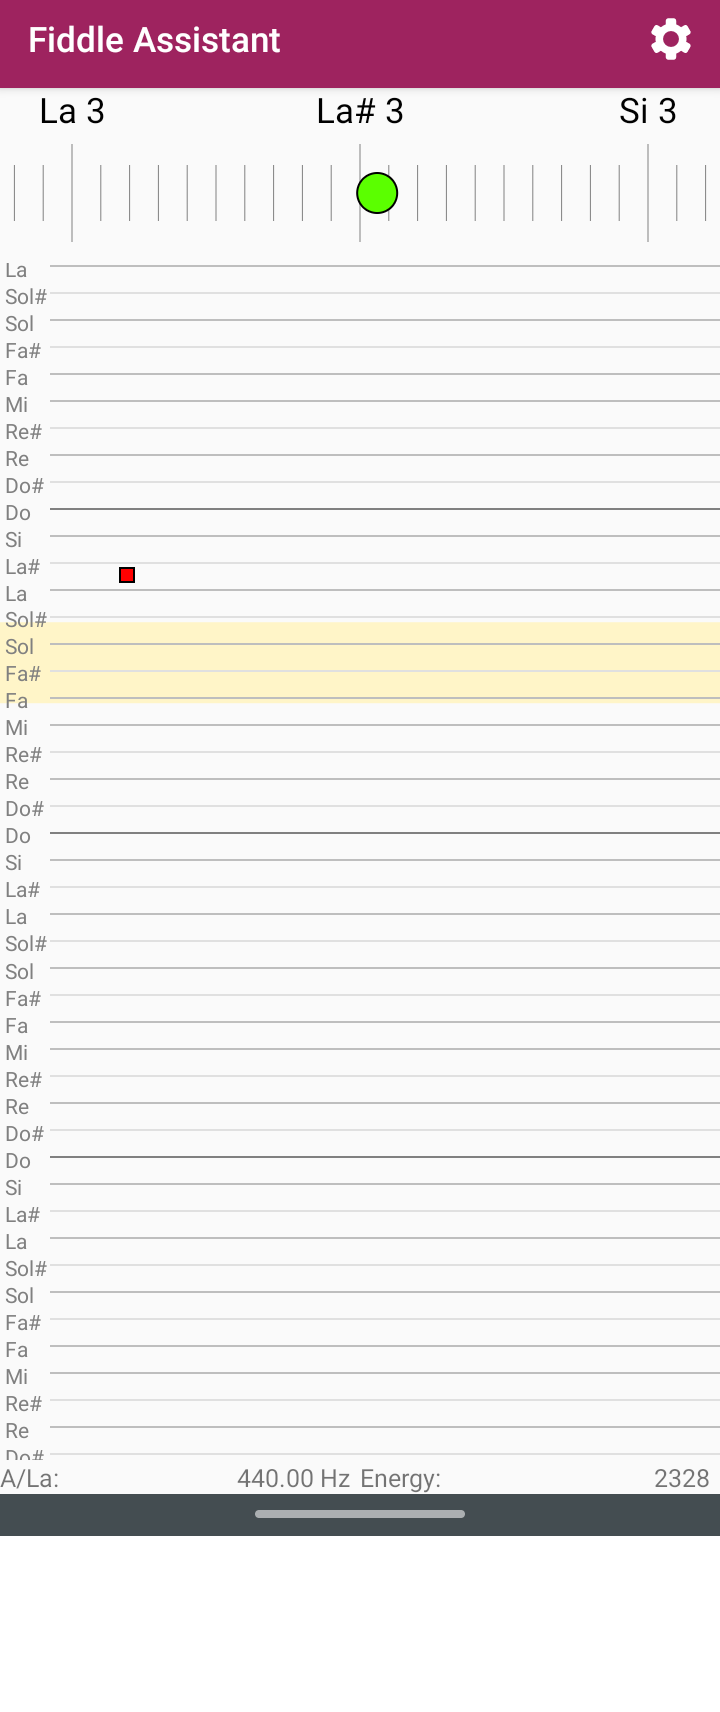 Fiddle Assistant
La 3 La# 3 Si 3
La
Sol#
Sol
Fa#
Fa
Mi
Re#
Re
Do#
Do
Si
La#
La
Sol#
Sol
Fa#
Fa
Mi
Re#
Re
Do#
Do
Si
La#
La
Sol#
Sol
Fa#
Fa
Mi
Re#
Re
Do#
Do
Si
La#
La
Sol#
Sol
Fa#
Fa
Mi
Re#
Re
Do#
A/La: 440.00 Hz Energy: 2328